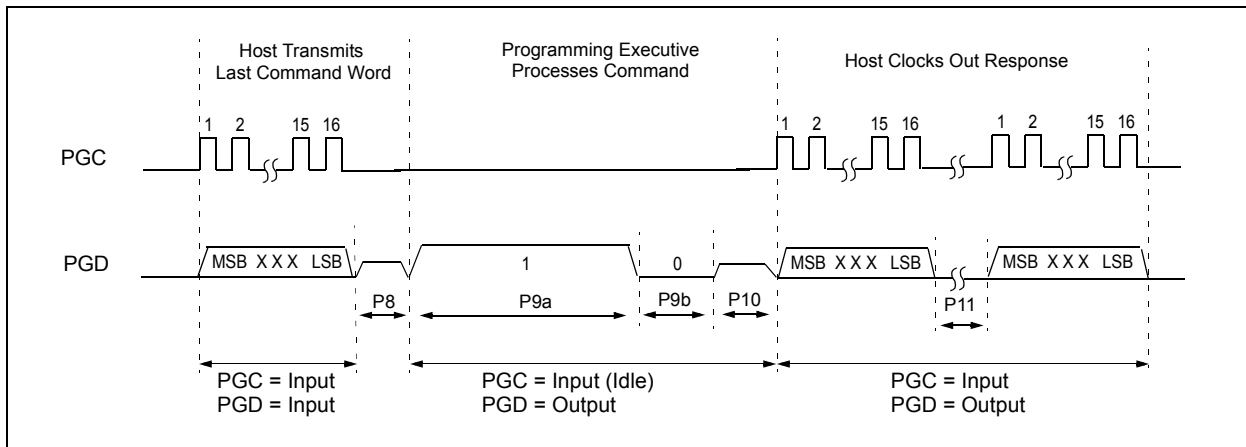 Host Transmits
Last Command Word
Programming Executive
Processes Command
Host Clocks Out Response
PGC
1 2 15 16
1 2 15 16
1 2 15 16
PGD
MSB X X X LSB
1
0
MSB X X X LSB
MSB X X X LSB
P8
P9a
P9b
P10
P11
PGC = Input
PGD = Input
PGC = Input (Idle)
PGD = Output
PGC = Input
PGD = Output